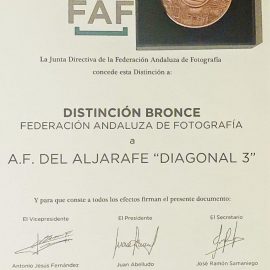 FAF
La Junta Directiva de la Federación Andaluza de Fotografía
concede esta Distinción a:
DISTINCIÓN BRONCE
FEDERACIÓN ANDALUZA DE FOTOGRAFÍA
a
A.F. DEL ALJARAFE "DIAGONAL 3"
Y para que conste a todos los efectos firman el presente documento:
El Vicepresidente El Presidente El Secretario
Antonio Jesús Fernández Juan Abelludo José Ramón Samaniego